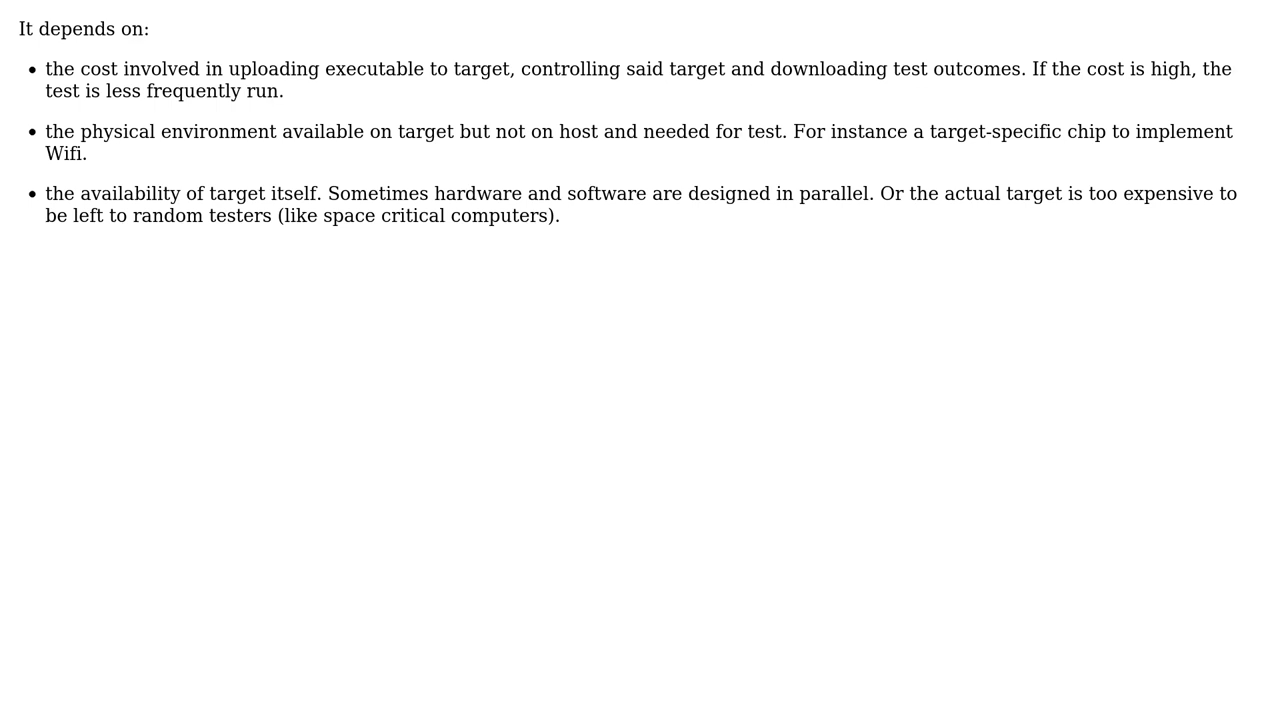 It depends on:
• the cost involved in uploading executable to target, controlling said target and downloading test outcomes. If the cost is high, the
test is less frequently run.
• the physical environment available on target but not on host and needed for test. For instance a target-specific chip to implement
Wifi.
• the availability of target itself. Sometimes hardware and software are designed in parallel. Or the actual target is too expensive to
be left to random testers (like space critical computers).